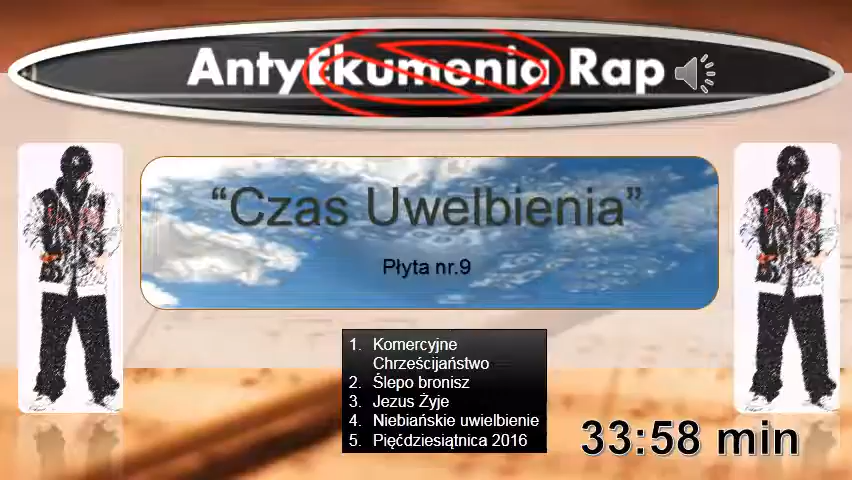 AntyEkumenia Rap
“Czas Uwelbienia”
Płyta nr.9
1. Komercyjne
Chrześcijaństwo
2. Ślepo bronisz
3. Jezus Żyje
4. Niebiańskie uwielbienie
5. Pięćdziesiątnica 2016
33:58 min